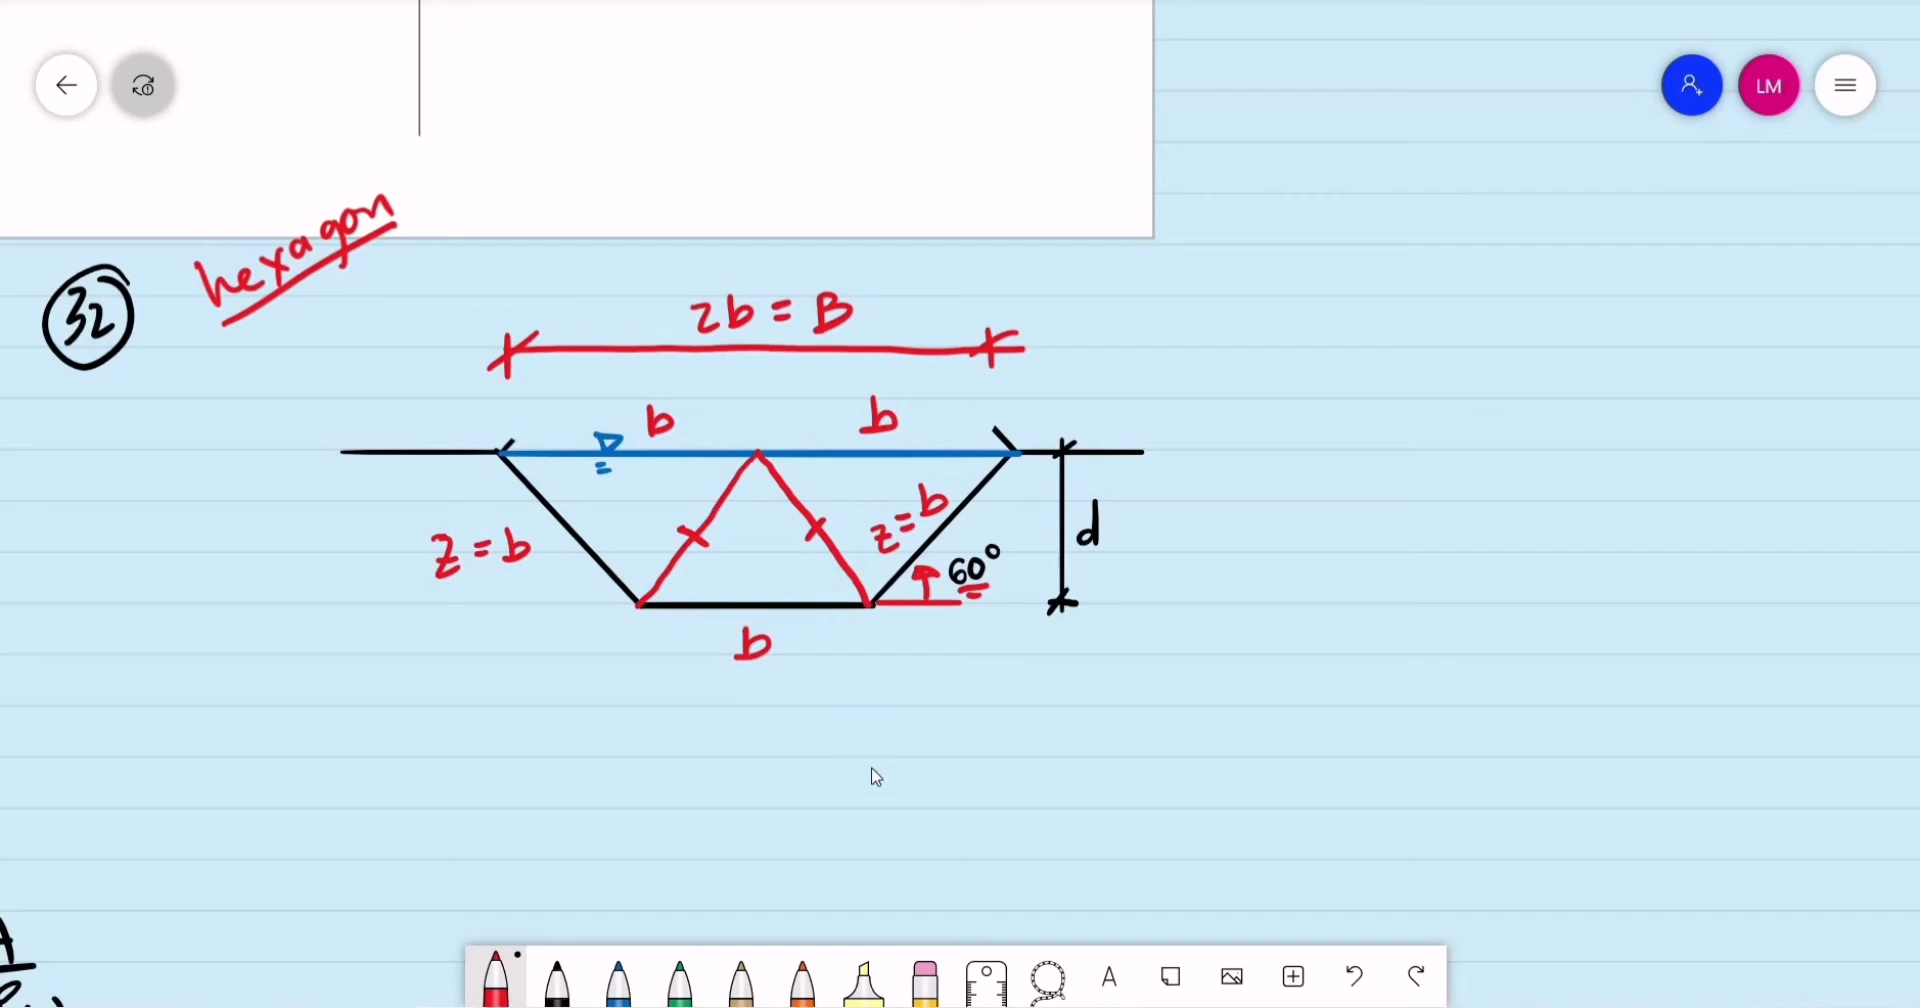 LM
hexagon
32
2b = B
b
b
z = b
z = b
60°
d
b
A
A